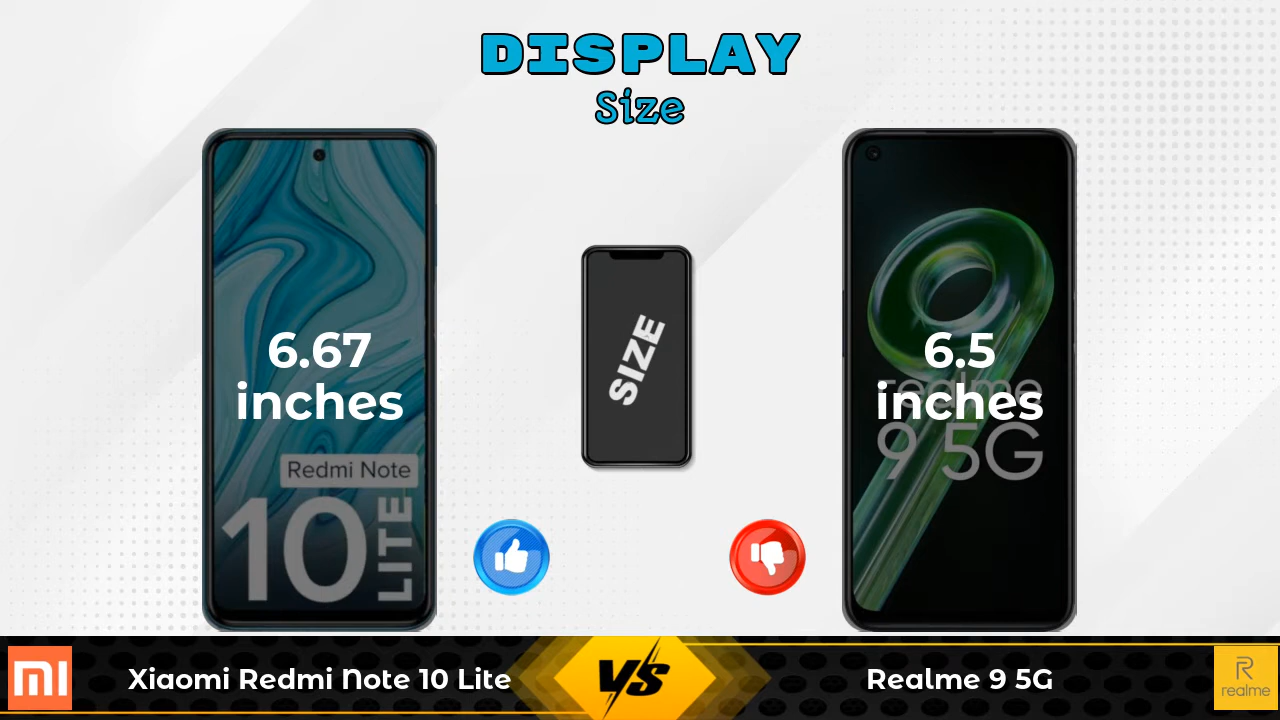 DISPLAY
Size
6.67
inches
Redmi Note
10
LITE
SIZE
6.5
inches
realme
9 5G
Xiaomi Redmi Note 10 Lite
VS
Realme 9 5G
realme